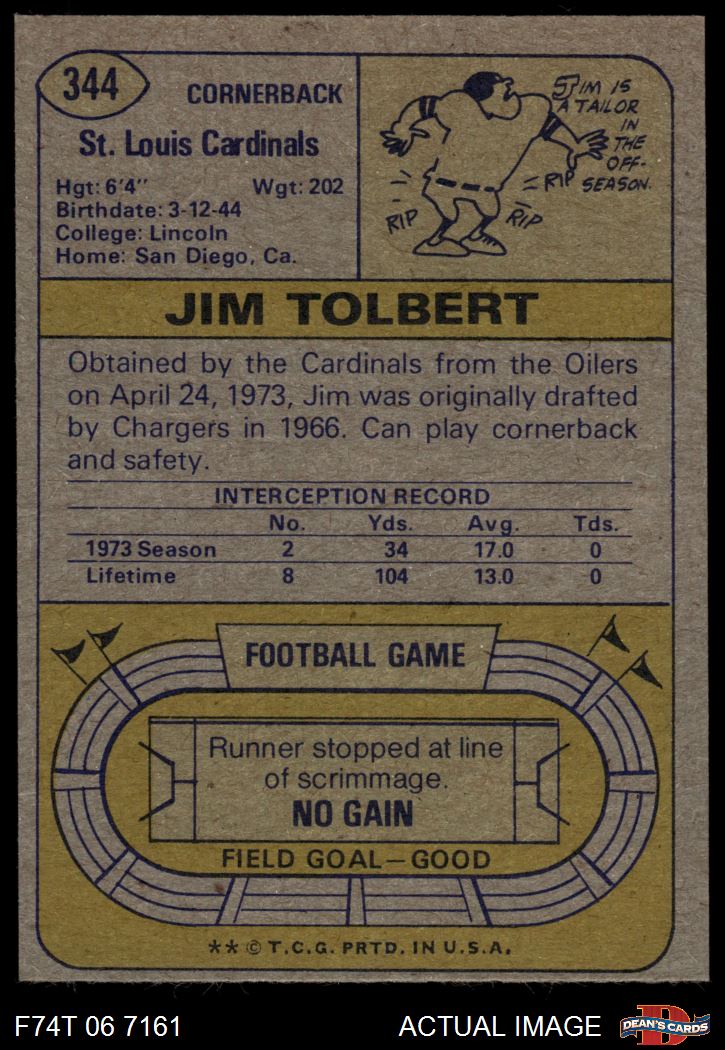 344
CORNERBACK
St. Louis Cardinals
Hgt: 6'4" Wgt: 202
Birthdate: 3-12-44
College: Lincoln
Home: San Diego, Ca.
JIM IS
A TAILOR
IN
THE
OFF-
SEASON.
RIP
RIP
RIP
JIM TOLBERT
Obtained by the Cardinals from the Oilers
on April 24, 1973, Jim was originally drafted
by Chargers in 1966. Can play cornerback
and safety.
INTERCEPTION RECORD
No. Yds. Avg. Tds.
1973 Season 2 34 17.0 0
Lifetime 8 104 13.0 0
FOOTBALL GAME
Runner stopped at line
of scrimmage.
NO GAIN
FIELD GOAL—GOOD
** © T.C.G. PRTD. IN U.S.A.
F74T 06 7161 ACTUAL IMAGE
D
DEAN'S CARDS